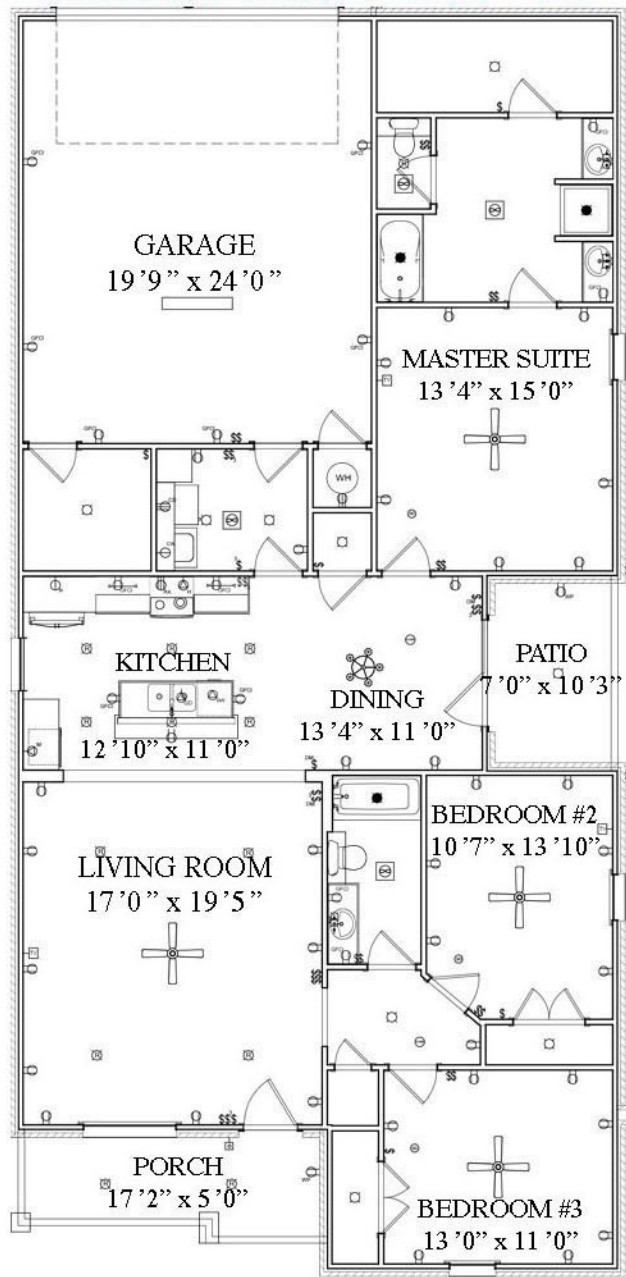 GARAGE
19'9" x 24'0"
MASTER SUITE
13'4" x 15'0"
WH
KITCHEN
12'10" x 11'0"
DINING
13'4" x 11'0"
PATIO
7'0" x 10'3"
LIVING ROOM
17'0" x 19'5"
BEDROOM #2
10'7" x 13'10"
PORCH
17'2" x 5'0"
BEDROOM #3
13'0" x 11'0"